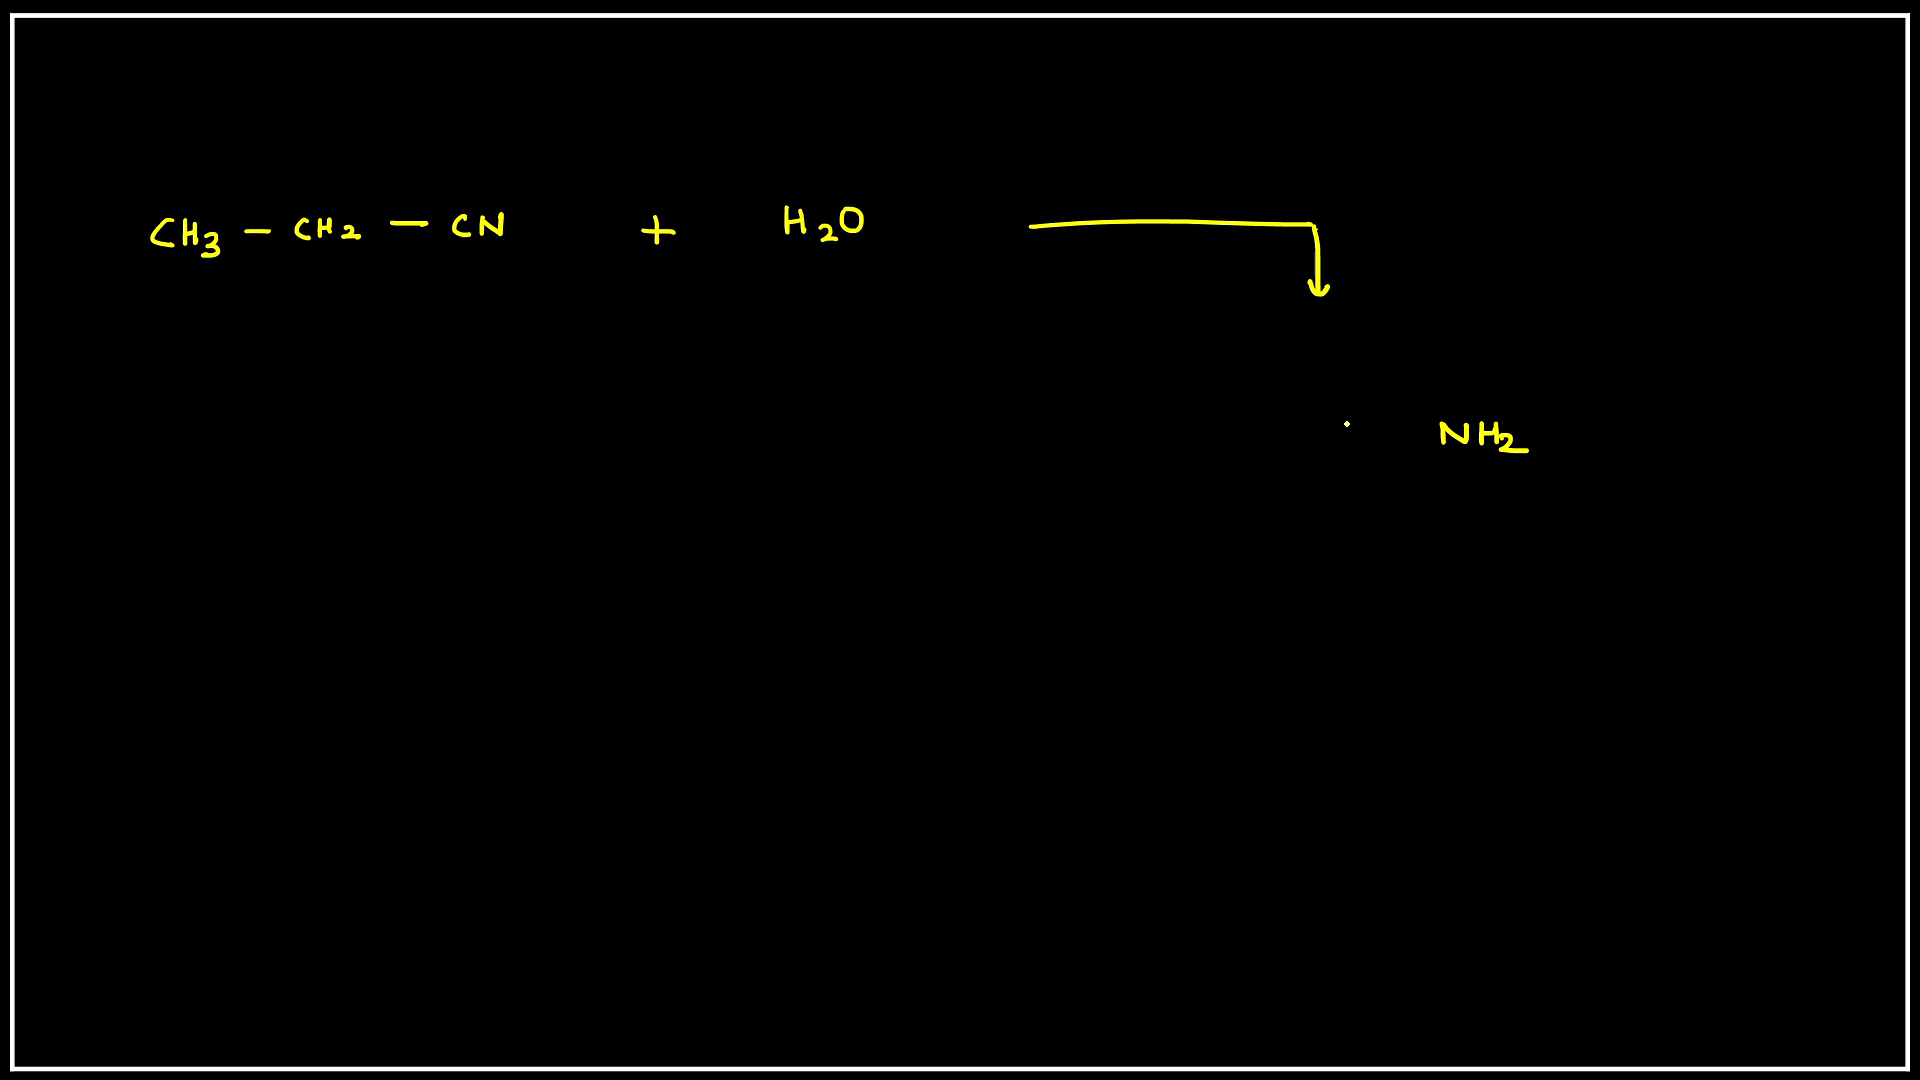 CH3 - CH2 - CN + H2O
NH2